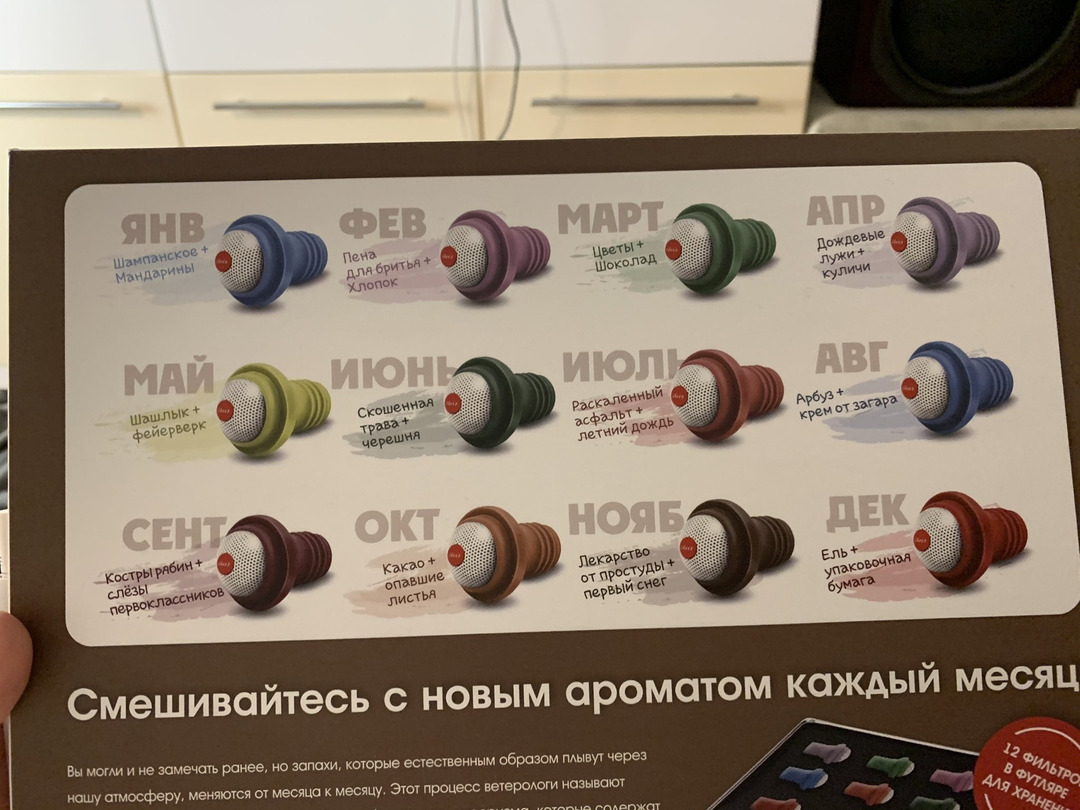 ЯНВ
Шампанское +
Мандарины
ФЕВ
Пена
для бритья +
Хлопок
МАРТ
Цветы +
Шоколад
АПР
Дождевые
лужи +
куличи
МАЙ
Шашлык +
фейерверк
ИЮНЬ
Скошенная
трава +
черешня
ИЮЛЬ
Раскаленный
асфальт +
летний дождь
АВГ
Арбуз +
крем от загара
СЕНТ
Костры рябин +
слёзы
первоклассников
ОКТ
Какао +
опавшие
листья
НОЯБ
Лекарство
от простуды +
первый снег
ДЕК
Ель +
упаковочная
бумага
Смешивайтесь с новым ароматом каждый месяц
Вы могли и не замечать ранее, но запахи, которые естественным образом плывут через
нашу атмосферу, меняются от месяца к месяцу. Этот процесс ветерологи называют
которые содержат
12 ФИЛЬТРО
В ФУТЛЯРЕ
ДЛЯ ХРАНЕН